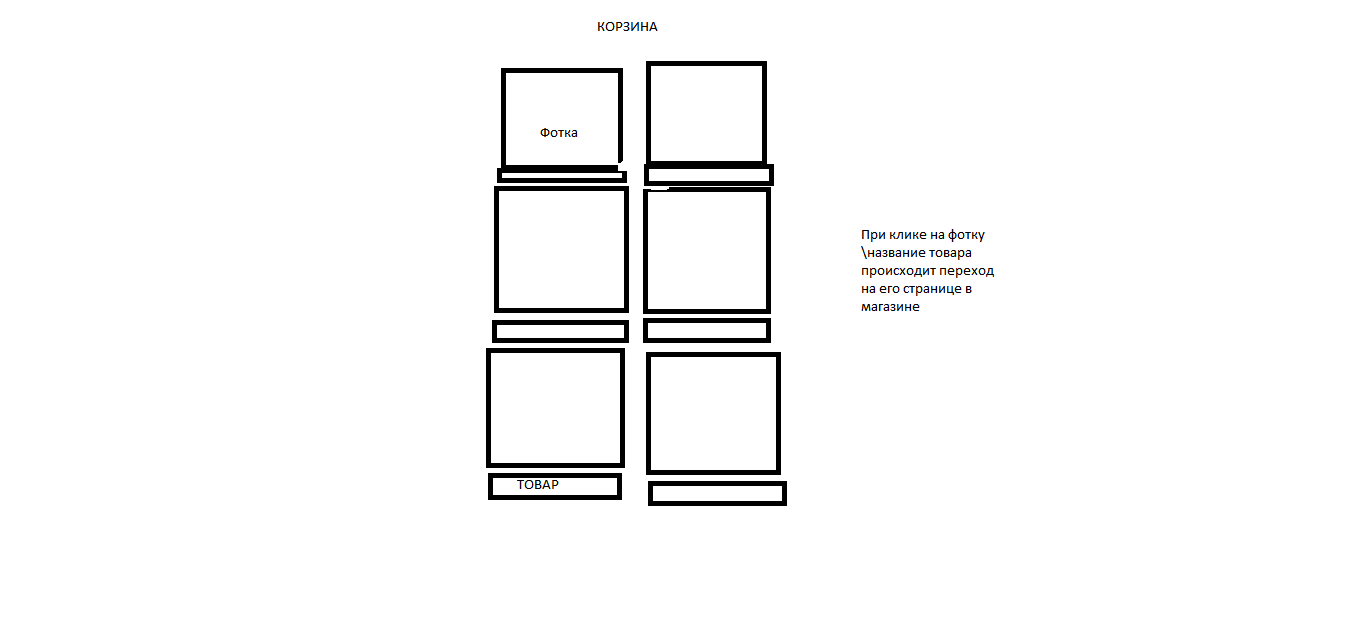 КОРЗИНА
Фотка
При клике на фотку
\название товара
происходит переход
на его странице в
магазине
ТОВАР